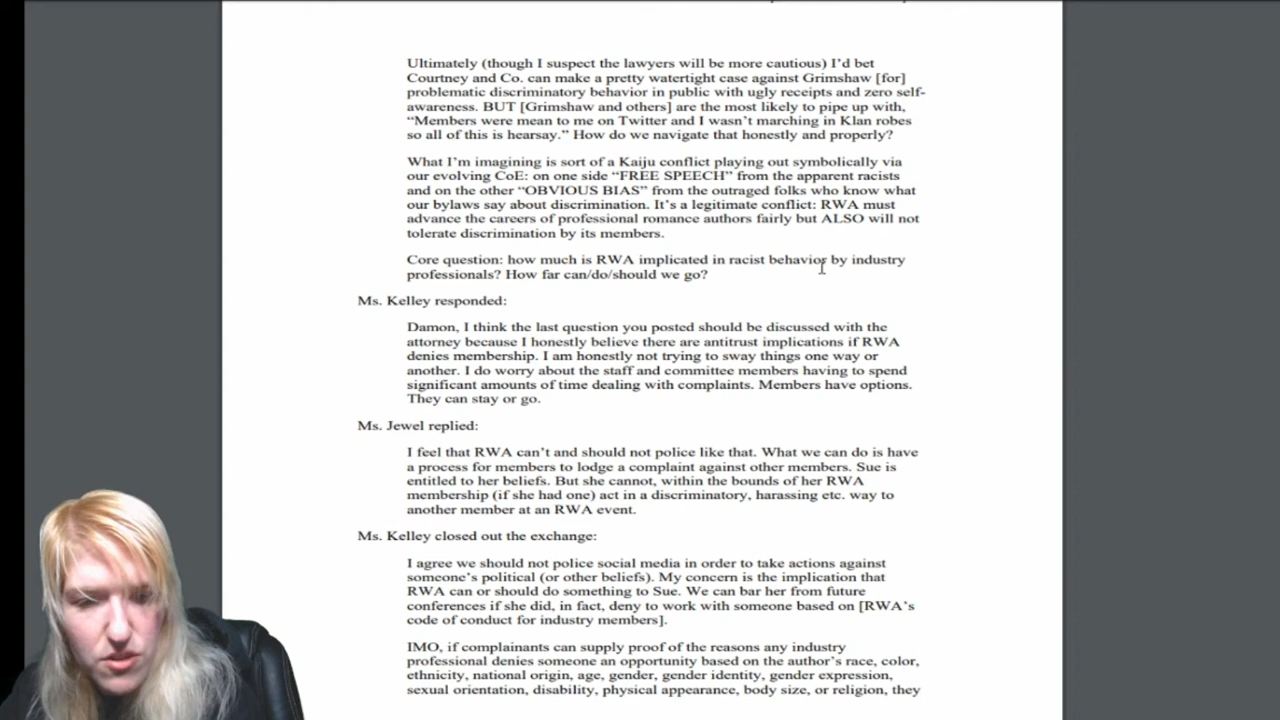 Ultimately (though I suspect the lawyers will be more cautious) I'd bet
Courtney and Co. can make a pretty watertight case against Grimshaw [for]
problematic discriminatory behavior in public with ugly receipts and zero self-
awareness. BUT [Grimshaw and others] are the most likely to pipe up with,
“Members were mean to me on Twitter and I wasn't marching in Klan robes
so all of this is hearsay.” How do we navigate that honestly and properly?
What I'm imagining is sort of a Kaiju conflict playing out symbolically via
our evolving CoE: on one side “FREE SPEECH” from the apparent racists
and on the other “OBVIOUS BIAS” from the outraged folks who know what
our bylaws say about discrimination. It's a legitimate conflict: RWA must
advance the careers of professional romance authors fairly but ALSO will not
tolerate discrimination by its members.
Core question: how much is RWA implicated in racist behavior by industry
professionals? How far can/do/should we go?
Ms. Kelley responded:
Damon, I think the last question you posted should be discussed with the
attorney because I honestly believe there are antitrust implications if RWA
denies membership. I am honestly not trying to sway things one way or
another. I do worry about the staff and committee members having to spend
significant amounts of time dealing with complaints. Members have options.
They can stay or go.
Ms. Jewel replied:
I feel that RWA can't and should not police like that. What we can do is have
a process for members to lodge a complaint against other members. Sue is
entitled to her beliefs. But she cannot, within the bounds of her RWA
membership (if she had one) act in a discriminatory, harassing etc. way to
another member at an RWA event.
Ms. Kelley closed out the exchange:
I agree we should not police social media in order to take actions against
someone's political (or other beliefs). My concern is the implication that
RWA can or should do something to Sue. We can bar her from future
conferences if she did, in fact, deny to work with someone based on [RWA's
code of conduct for industry members].
IMO, if complainants can supply proof of the reasons any industry
professional denies someone an opportunity based on the author's race, color,
ethnicity, national origin, age, gender, gender identity, gender expression,
sexual orientation, disability, physical appearance, body size, or religion, they